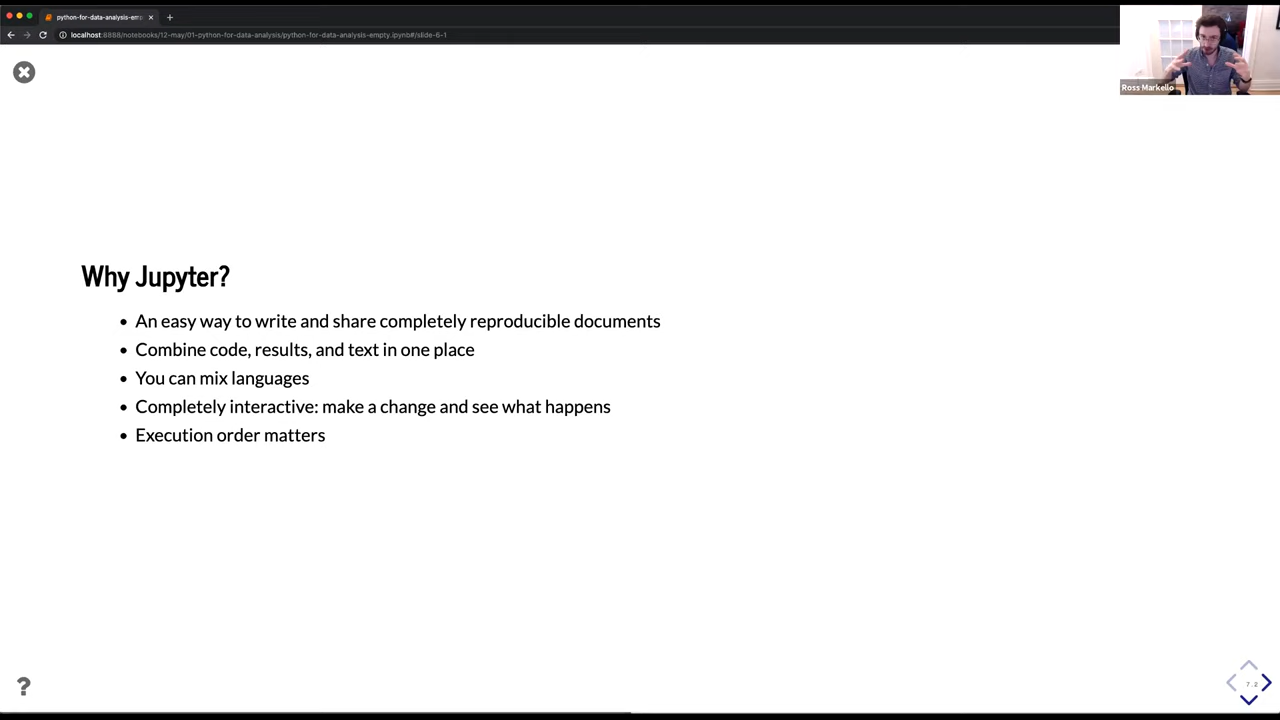 python-for-data-analysis-emp
localhost:8888/notebooks/12-may/01-python-for-data-analysis/python-for-data-analysis-empty.ipynb#/slide-6-1
Ross Markello
Why Jupyter?
• An easy way to write and share completely reproducible documents
• Combine code, results, and text in one place
• You can mix languages
• Completely interactive: make a change and see what happens
• Execution order matters
?
7.2